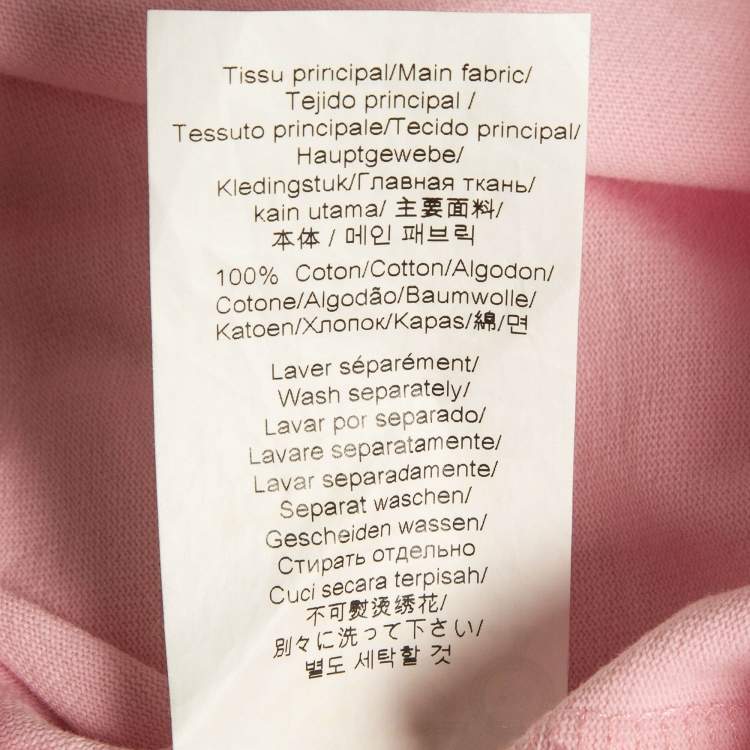 Tissu principal/Main fabric/
Tejido principal /
Tessuto principale/Tecido principal/
Hauptgewebe/
Kledingstuk/Главная ткань/
kain utama/ 主要面料/
本体 / 메인 패브릭
100% Coton/Cotton/Algodon/
Cotone/Algodão/Baumwolle/
Katoen/Хлопок/Kapas/綿/면
Laver séparément/
Wash separately/
Lavar por separado/
Lavare separatamente/
Lavar separadamente/
Separat waschen/
Gescheiden wassen/
Стирать отдельно
Cuci secara terpisah/
不可熨烫绣花/
別々に洗って下さい/
별도 세탁할 것